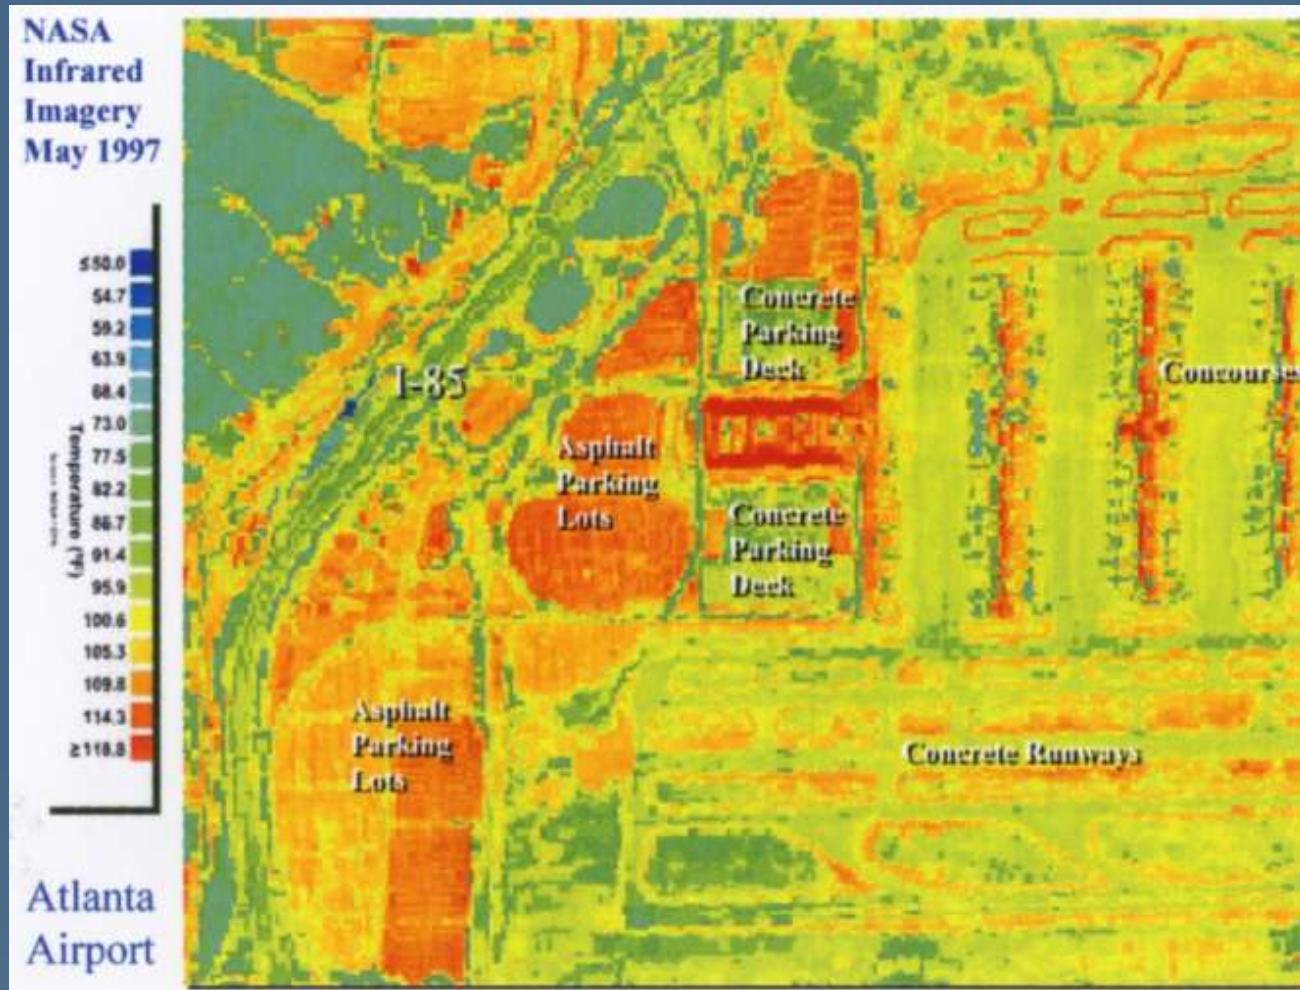 NASA
Infrared
Imagery
May 1997
≤50.0
54.7
59.2
63.9
68.4
73.0
77.5
82.2
86.7
91.4
95.9
100.6
105.3
109.8
114.3
≥118.8
Temperature (°F)
Atlanta
Airport
I-85
Concrete
Parking
Deck
Concourses
Asphalt
Parking
Lots
Concrete
Parking
Deck
Asphalt
Parking
Lots
Concrete Runways